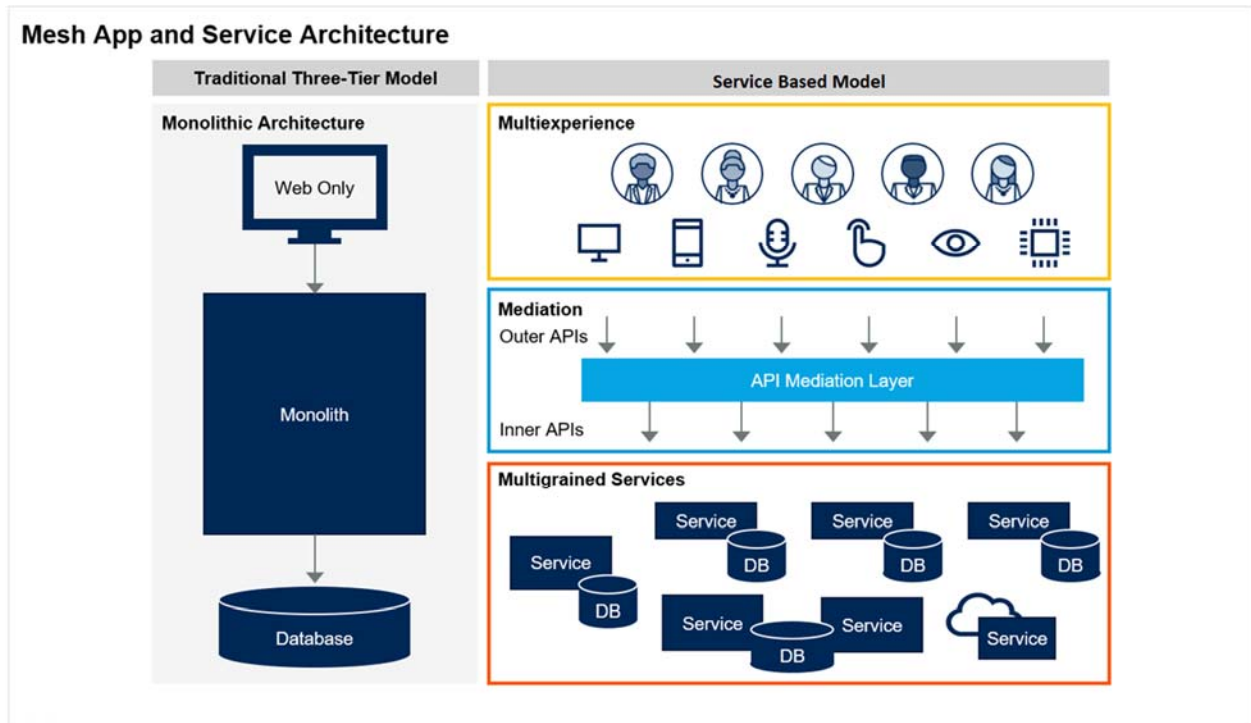 Mesh App and Service Architecture
Traditional Three-Tier Model
Service Based Model
Monolithic Architecture
Web Only
Monolith
Database
Multiexperience
Mediation
Outer APIs
API Mediation Layer
Inner APIs
Multigrained Services
Service
DB
Service
DB
Service
DB
Service
DB
Service
DB
Service
Service